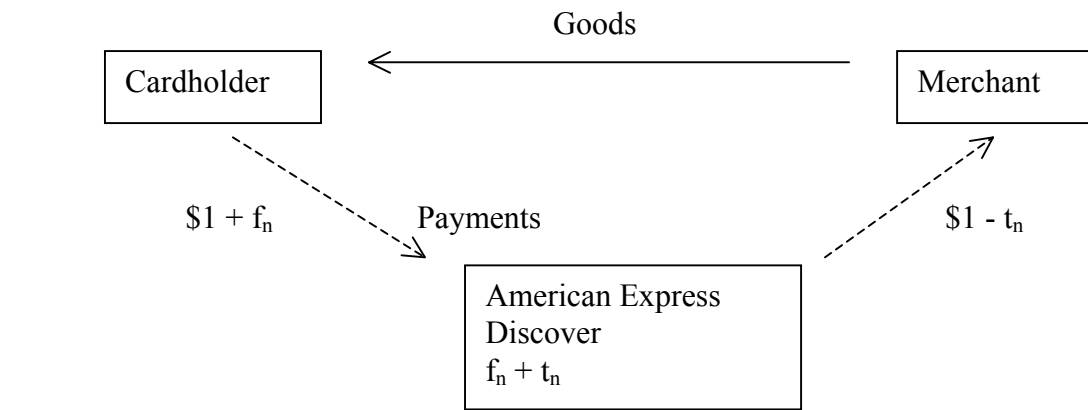 Goods
Cardholder
Merchant
$1 + fₙ
Payments
$1 - tₙ
American Express
Discover
fₙ + tₙ